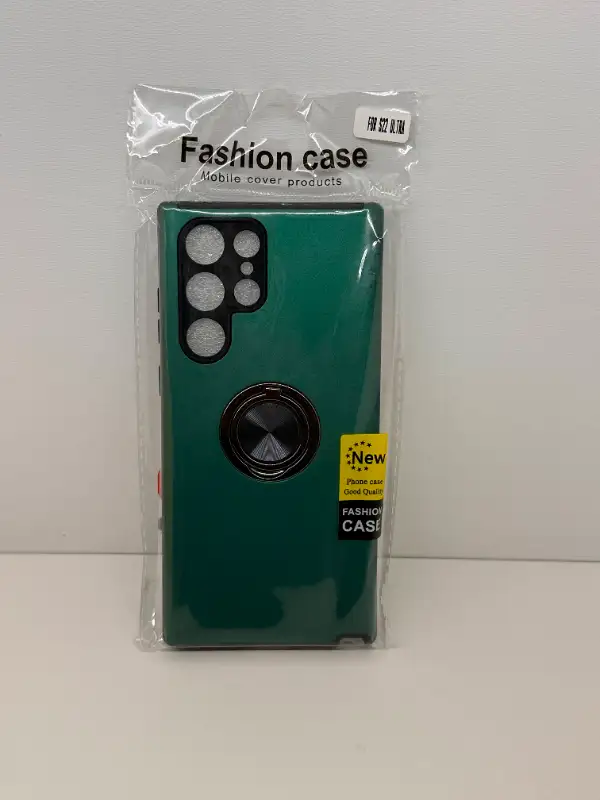 FOR S22 ULTRA
Fashion case
Mobile cover products
New
Phone case
Good Quality
FASHION
CASE